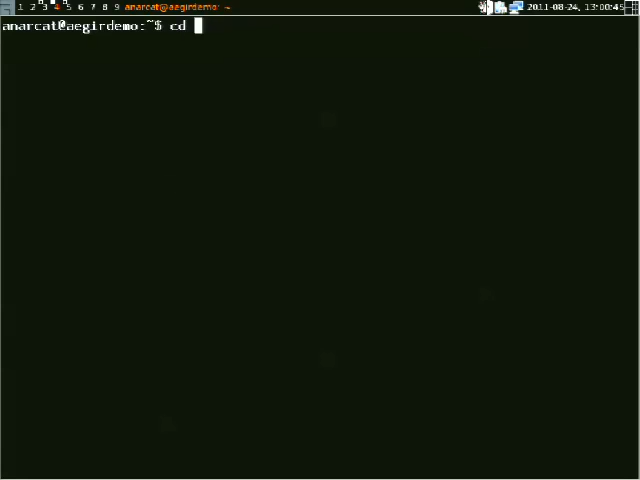 1 2 3 4 5 6 7 8 9 anarcat@aegirdemo: ~ 2011-08-24, 13:00:45
anarcat@aegirdemo:~$ cd